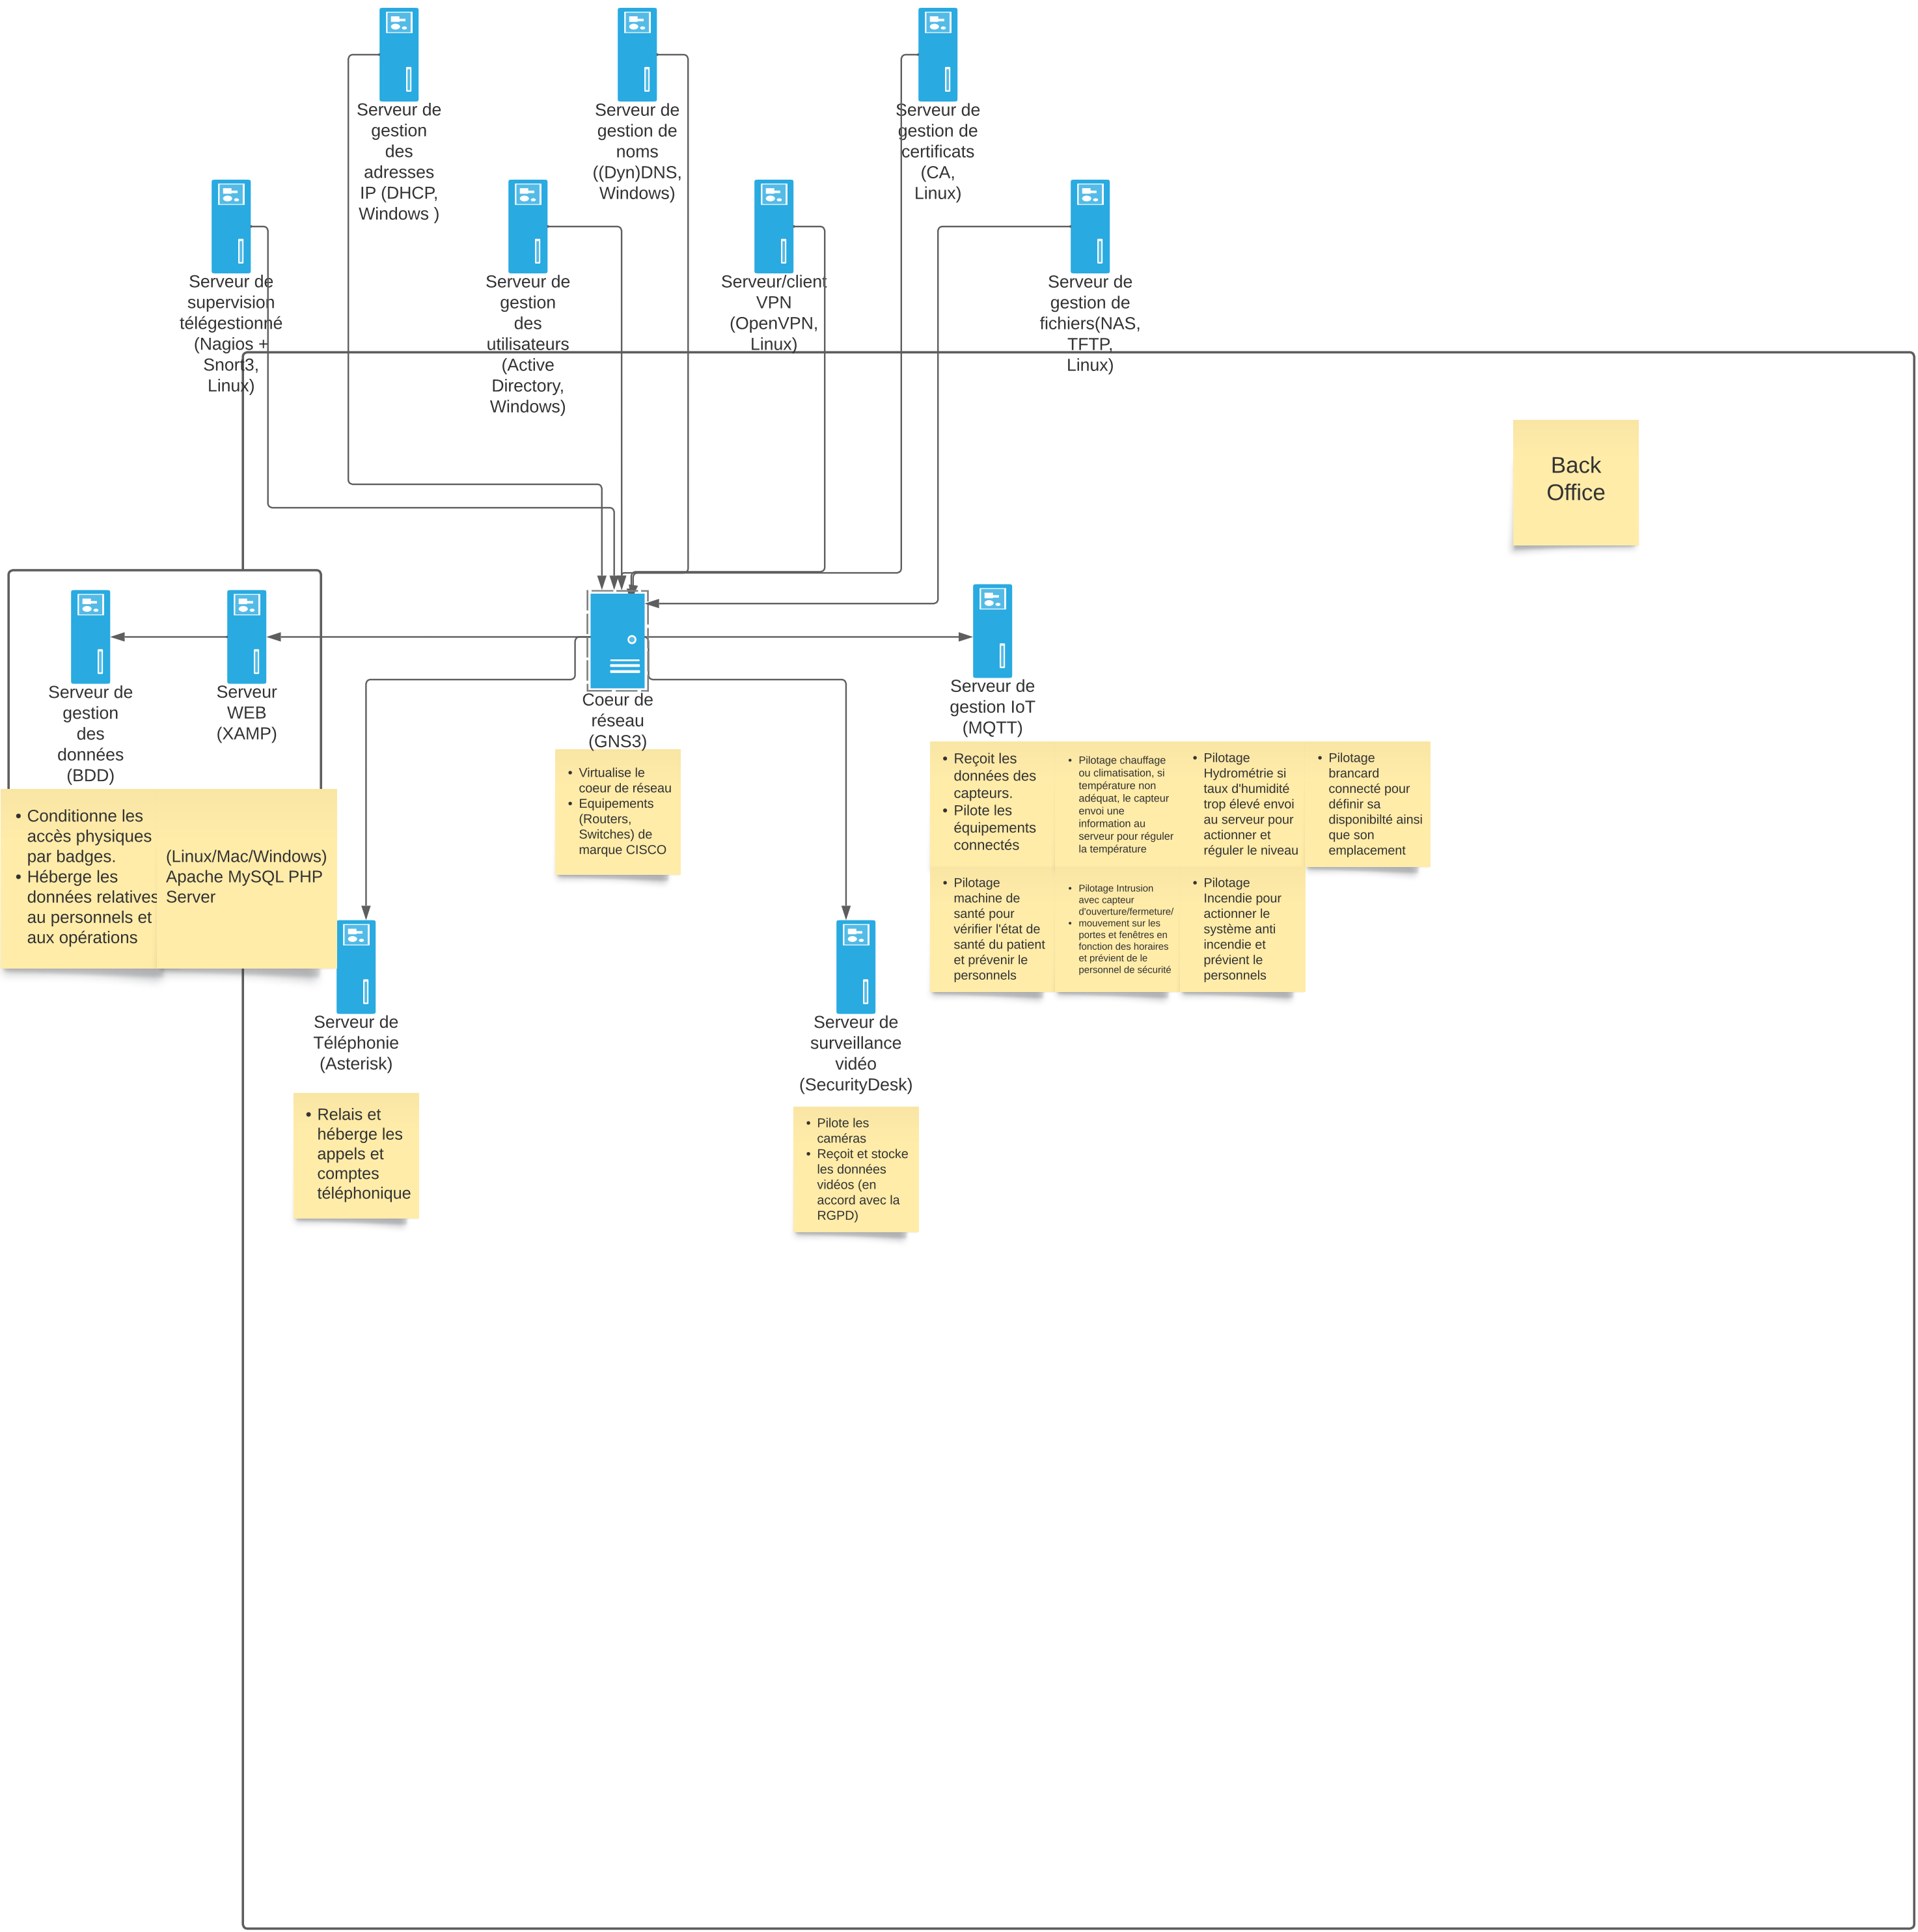 Serveur de
gestion
des
adresses
IP (DHCP,
Windows )
Serveur de
gestion de
noms
((Dyn)DNS,
Windows)
Serveur de
gestion de
certificats
(CA,
Linux)
Serveur de
supervision
télégestionné
(Nagios +
Snort3,
Linux)
Serveur de
gestion
des
utilisateurs
(Active
Directory,
Windows)
Serveur/client
VPN
(OpenVPN,
Linux)
Serveur de
gestion de
fichiers(NAS,
TFTP,
Linux)
Back
Office
Serveur de
gestion
des
données
(BDD)
Serveur
WEB
(XAMP)
Coeur de
réseau
(GNS3)
Serveur de
gestion IoT
(MQTT)
• Conditionne les
accès physiques
par badges.
• Héberge les
données relatives
au personnels et
aux opérations
(Linux/Mac/Windows)
Apache MySQL PHP
Server
• Virtualise le
coeur de réseau
• Equipements
(Routers,
Switches) de
marque CISCO
• Reçoit les
données des
capteurs.
• Pilote les
équipements
connectés
• Pilotage chauffage
ou climatisation, si
température non
adéquat, le capteur
envoi une
information au
serveur pour réguler
la température
• Pilotage
Hydrométrie si
taux d'humidité
trop élevé envoi
au serveur pour
actionner et
réguler le niveau
• Pilotage
brancard
connecté pour
définir sa
disponibilté ainsi
que son
emplacement
• Pilotage
machine de
santé pour
vérifier l'état de
santé du patient
et prévenir le
personnels
• Pilotage Intrusion
avec capteur
d'ouverture/fermeture/
• mouvement sur les
portes et fenêtres en
fonction des horaires
et prévient de le
personnel de sécurité
• Pilotage
Incendie pour
actionner le
système anti
incendie et
prévient le
personnels
Serveur de
Téléphonie
(Asterisk)
Serveur de
surveillance
vidéo
(SecurityDesk)
• Relais et
héberge les
appels et
comptes
téléphonique
• Pilote les
caméras
• Reçoit et stocke
les données
vidéos (en
accord avec la
RGPD)